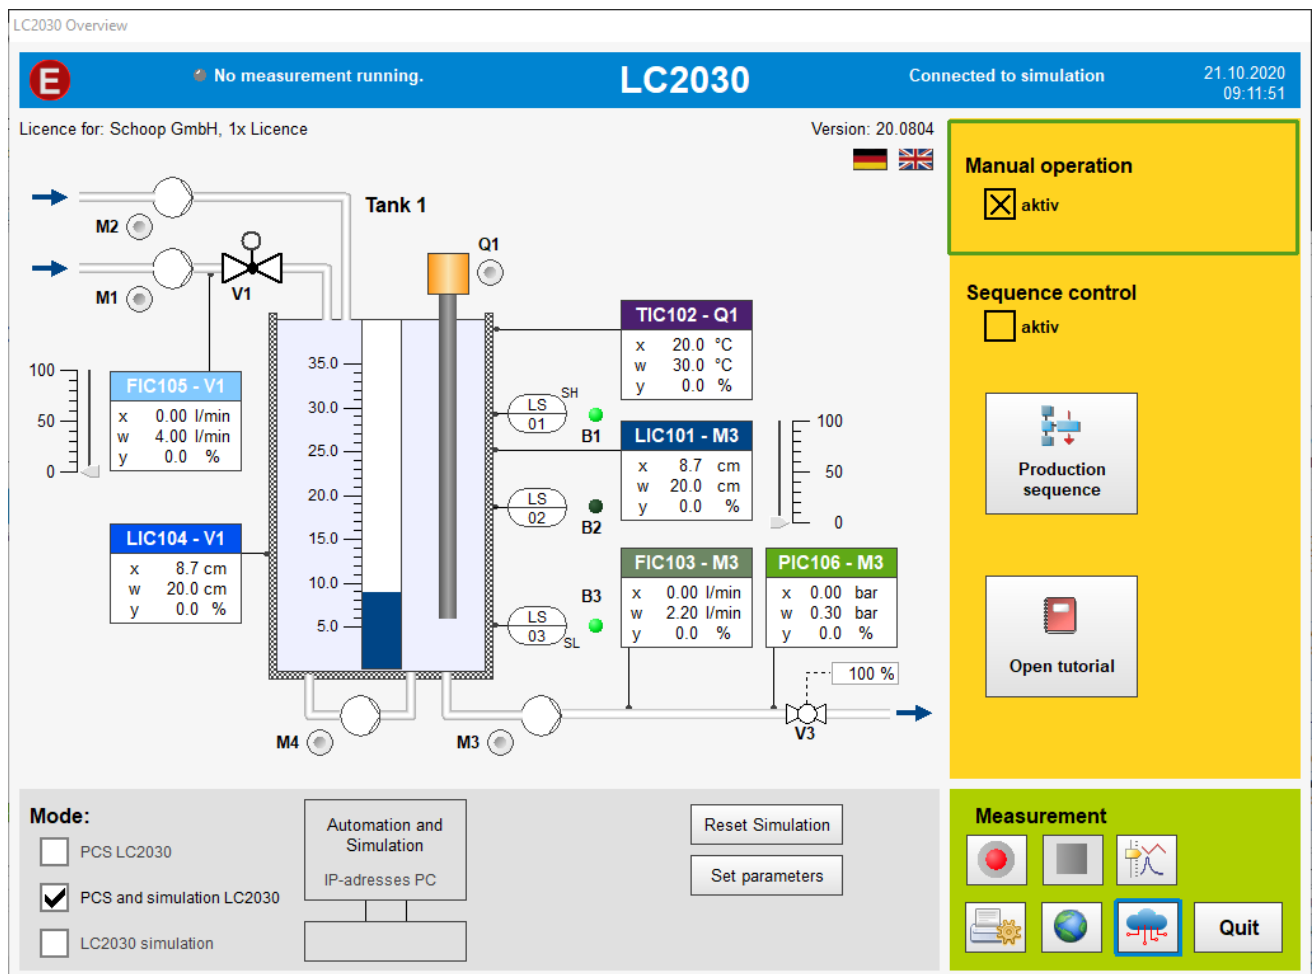 LC2030 Overview
E
No measurement running.
LC2030
Connected to simulation
21.10.2020
09:11:51
Licence for: Schoop GmbH, 1x Licence
Version: 20.0804
Manual operation
aktiv
Sequence control
aktiv
Production
sequence
Open tutorial
Tank 1
M2
M1
V1
Q1
TIC102 - Q1
x 20.0 °C
w 30.0 °C
y 0.0 %
100
50
0
FIC105 - V1
x 0.00 l/min
w 4.00 l/min
y 0.0 %
35.0
30.0
25.0
20.0
15.0
10.0
5.0
LS
01
SH
B1
LIC101 - M3
x 8.7 cm
w 20.0 cm
y 0.0 %
100
50
0
LS
02
B2
LIC104 - V1
x 8.7 cm
w 20.0 cm
y 0.0 %
LS
03
SL
B3
FIC103 - M3
x 0.00 l/min
w 2.20 l/min
y 0.0 %
PIC106 - M3
x 0.00 bar
w 0.30 bar
y 0.0 %
100 %
V3
M4
M3
Mode:
PCS LC2030
PCS and simulation LC2030
LC2030 simulation
Automation and
Simulation
IP-adresses PC
Reset Simulation
Set parameters
Measurement
Quit